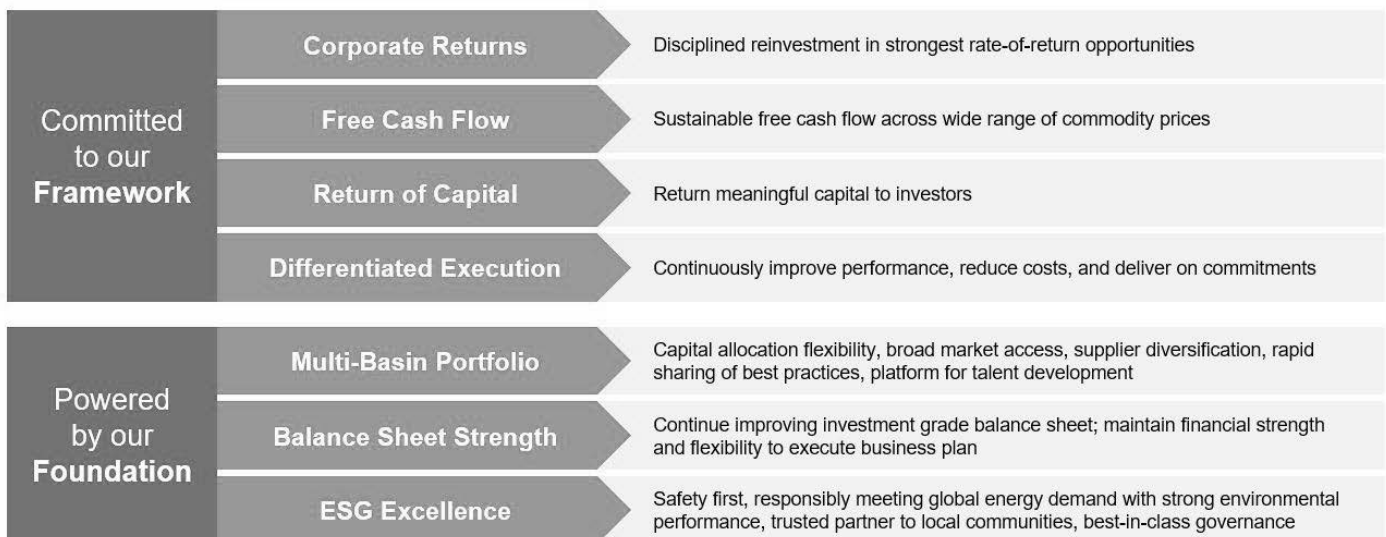 Committed
to our
Framework
Corporate Returns
Disciplined reinvestment in strongest rate-of-return opportunities
Free Cash Flow
Sustainable free cash flow across wide range of commodity prices
Return of Capital
Return meaningful capital to investors
Differentiated Execution
Continuously improve performance, reduce costs, and deliver on commitments
Powered
by our
Foundation
Multi-Basin Portfolio
Capital allocation flexibility, broad market access, supplier diversification, rapid
sharing of best practices, platform for talent development
Balance Sheet Strength
Continue improving investment grade balance sheet; maintain financial strength
and flexibility to execute business plan
ESG Excellence
Safety first, responsibly meeting global energy demand with strong environmental
performance, trusted partner to local communities, best-in-class governance